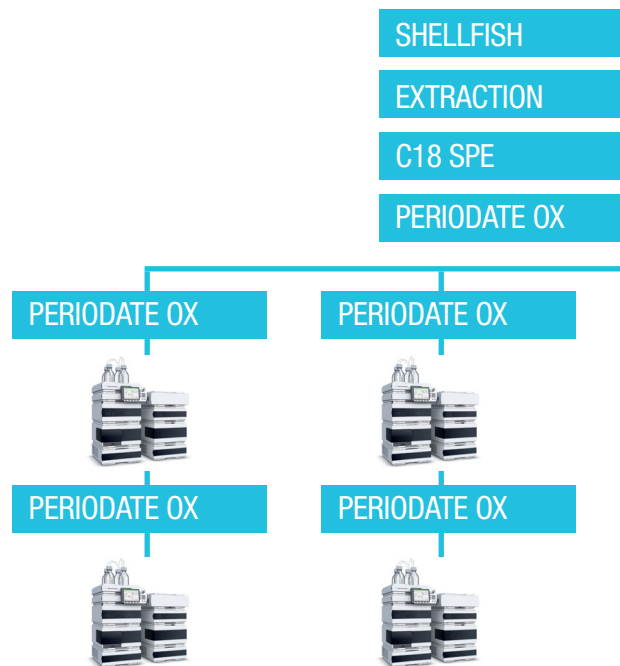 SHELLFISH
EXTRACTION
C18 SPE
PERIODATE OX
PERIODATE OX PERIODATE OX
PERIODATE OX PERIODATE OX